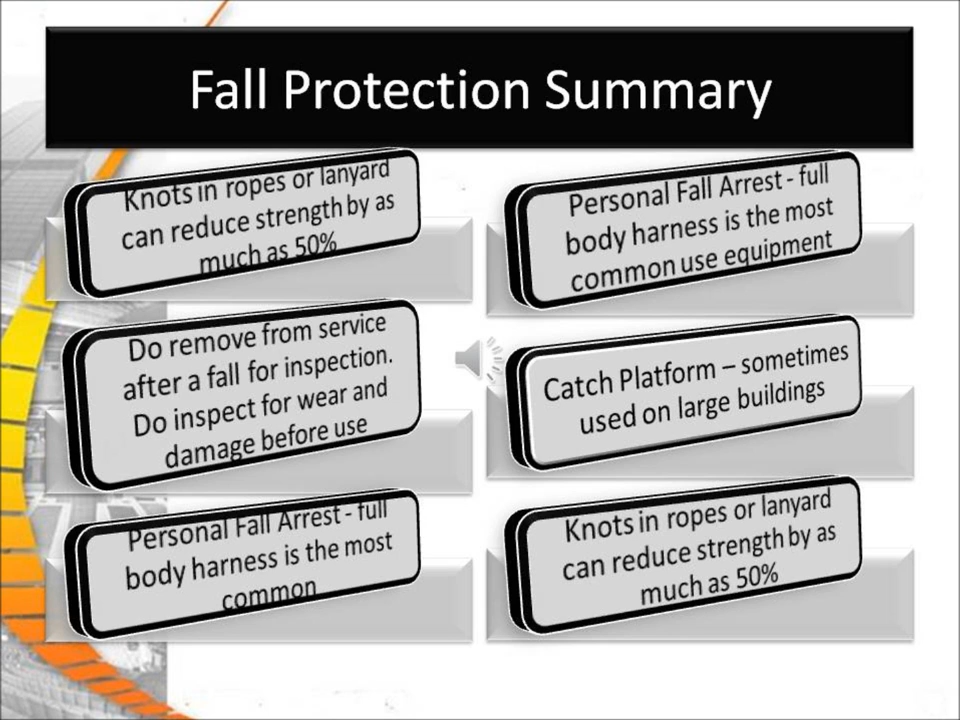 Fall Protection Summary
Knots in ropes or lanyard
can reduce strength by as
much as 50%
Personal Fall Arrest - full
body harness is the most
common use equipment
Do remove from service
after a fall for inspection.
Do inspect for wear and
damage before use
Catch Platform – sometimes
used on large buildings
Personal Fall Arrest - full
body harness is the most
common
Knots in ropes or lanyard
can reduce strength by as
much as 50%